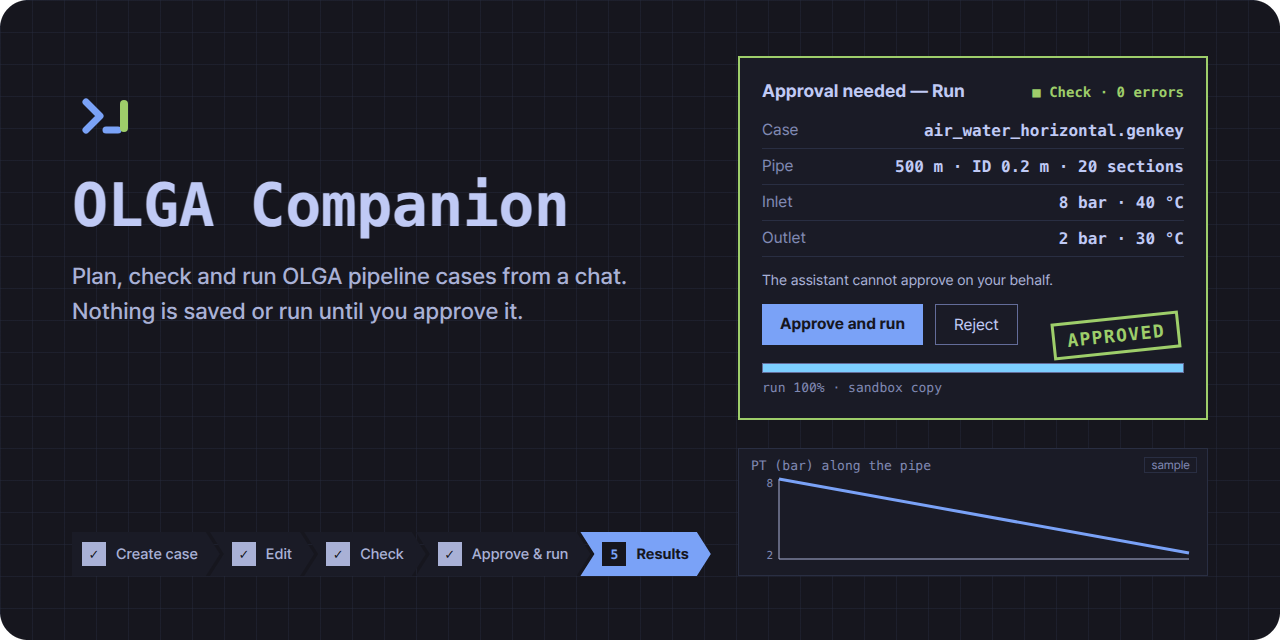 OLGA Companion
Plan, check and run OLGA pipeline cases from a chat.
Nothing is saved or run until you approve it.
✓ Create case ✓ Edit ✓ Check ✓ Approve & run 5 Results
Approval needed — Run ■ Check · 0 errors
Case air_water_horizontal.genkey
Pipe 500 m · ID 0.2 m · 20 sections
Inlet 8 bar · 40 °C
Outlet 2 bar · 30 °C
The assistant cannot approve on your behalf.
Approve and run Reject APPROVED
run 100% · sandbox copy
PT (bar) along the pipe sample
8
2